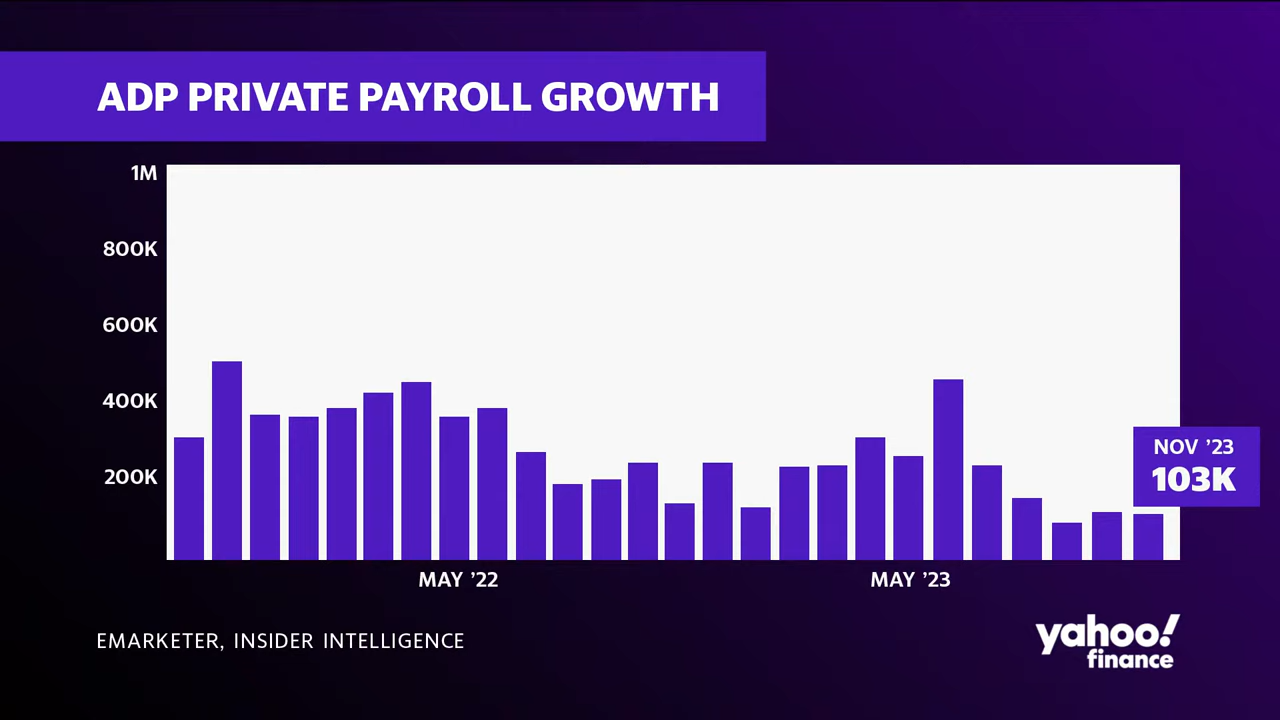 ADP PRIVATE PAYROLL GROWTH
1M
800K
600K
400K
200K
NOV ’23
103K
MAY ’22
MAY ’23
EMARKETER, INSIDER INTELLIGENCE
yahoo!
finance